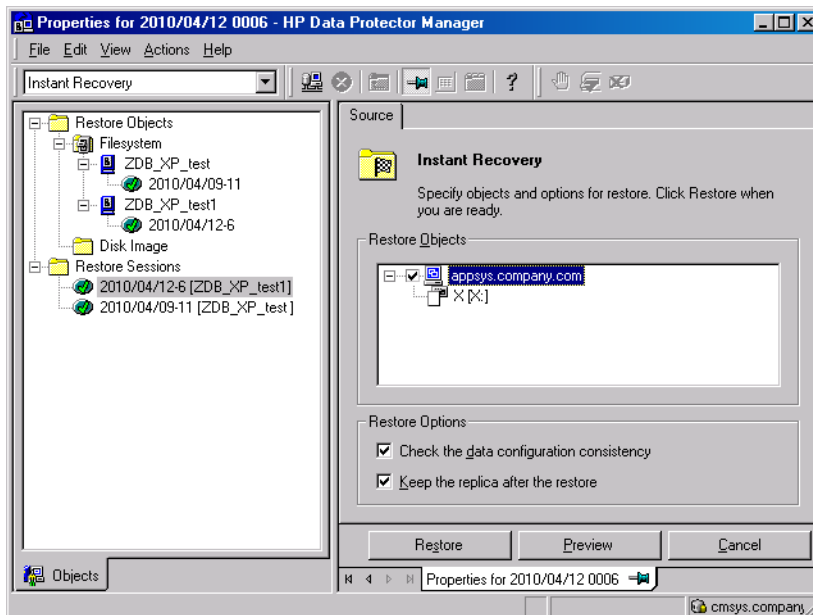 Properties for 2010/04/12 0006 - HP Data Protector Manager
File Edit View Actions Help
Instant Recovery
Restore Objects
Filesystem
ZDB_XP_test
2010/04/09-11
ZDB_XP_test1
2010/04/12-6
Disk Image
Restore Sessions
2010/04/12-6 [ZDB_XP_test1]
2010/04/09-11 [ZDB_XP_test]
Objects
Source
Instant Recovery
Specify objects and options for restore. Click Restore when
you are ready.
Restore Objects
appsys.company.com
X [X:]
Restore Options
Check the data configuration consistency
Keep the replica after the restore
Restore Preview Cancel
Properties for 2010/04/12 0006
cmsys.company